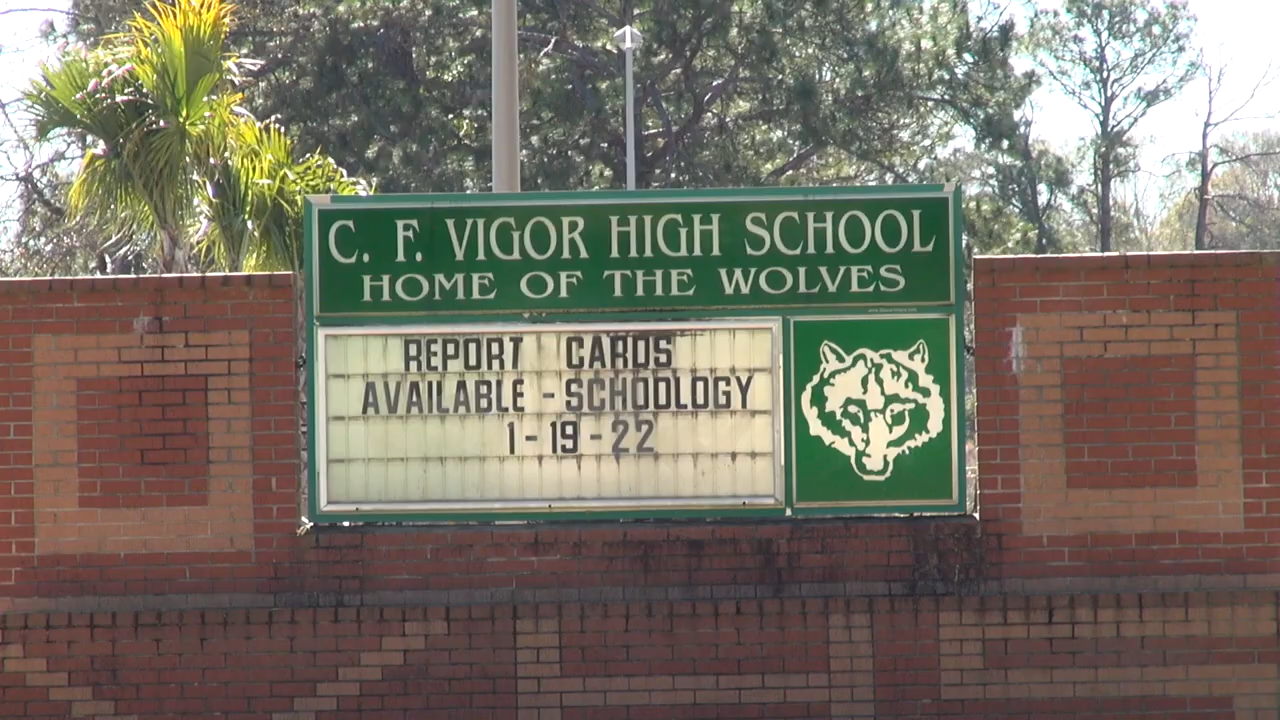 C. F. VIGOR HIGH SCHOOL
HOME OF THE WOLVES
REPORT CARDS
AVAILABLE - SCHOOLOGY
1-19-22